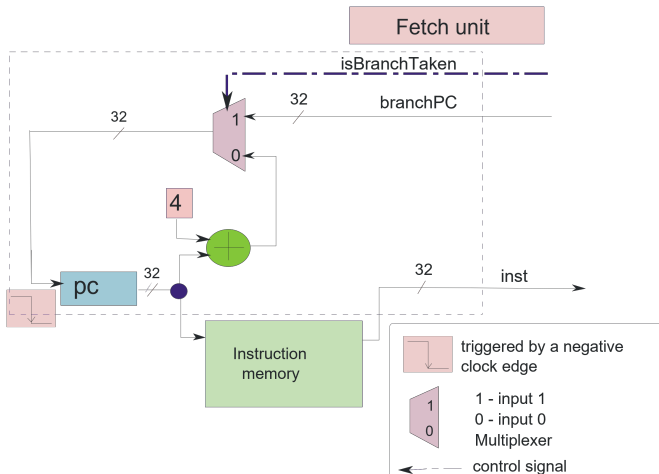 Fetch unit
isBranchTaken
32
branchPC
32
1
0
4
pc
32
32
inst
Instruction
memory
triggered by a negative
clock edge
1
0
1 - input 1
0 - input 0
Multiplexer
control signal